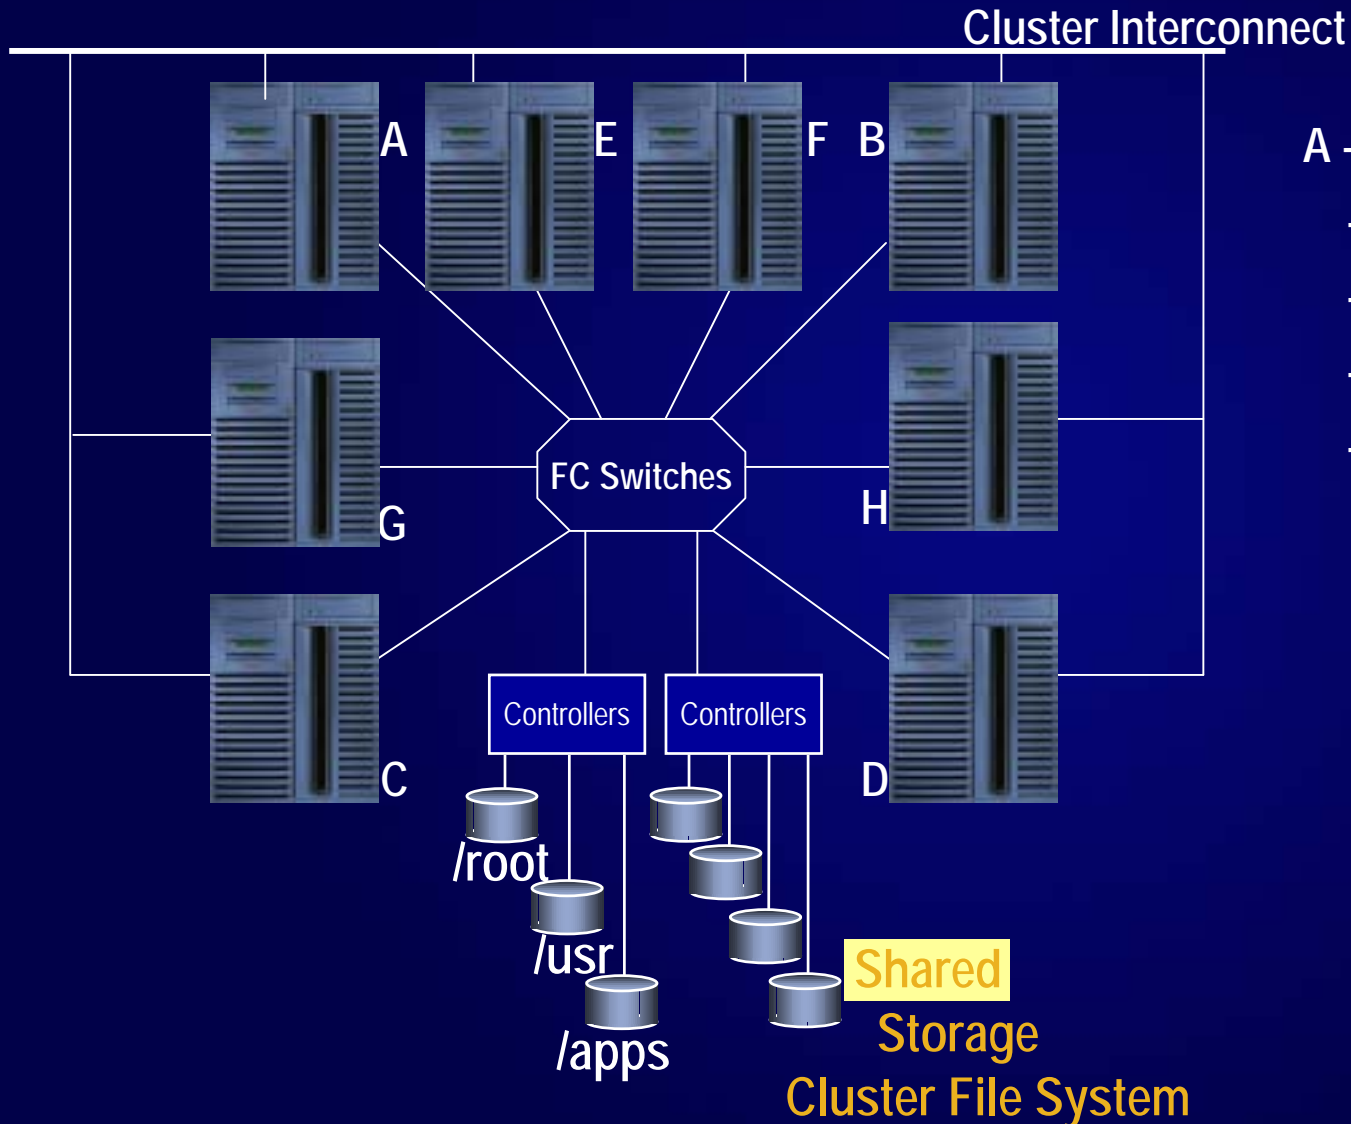 Cluster Interconnect
A E F B
A -
FC Switches
G H
Controllers Controllers
C D
/root
/usr
Shared
Storage
/apps
Cluster File System